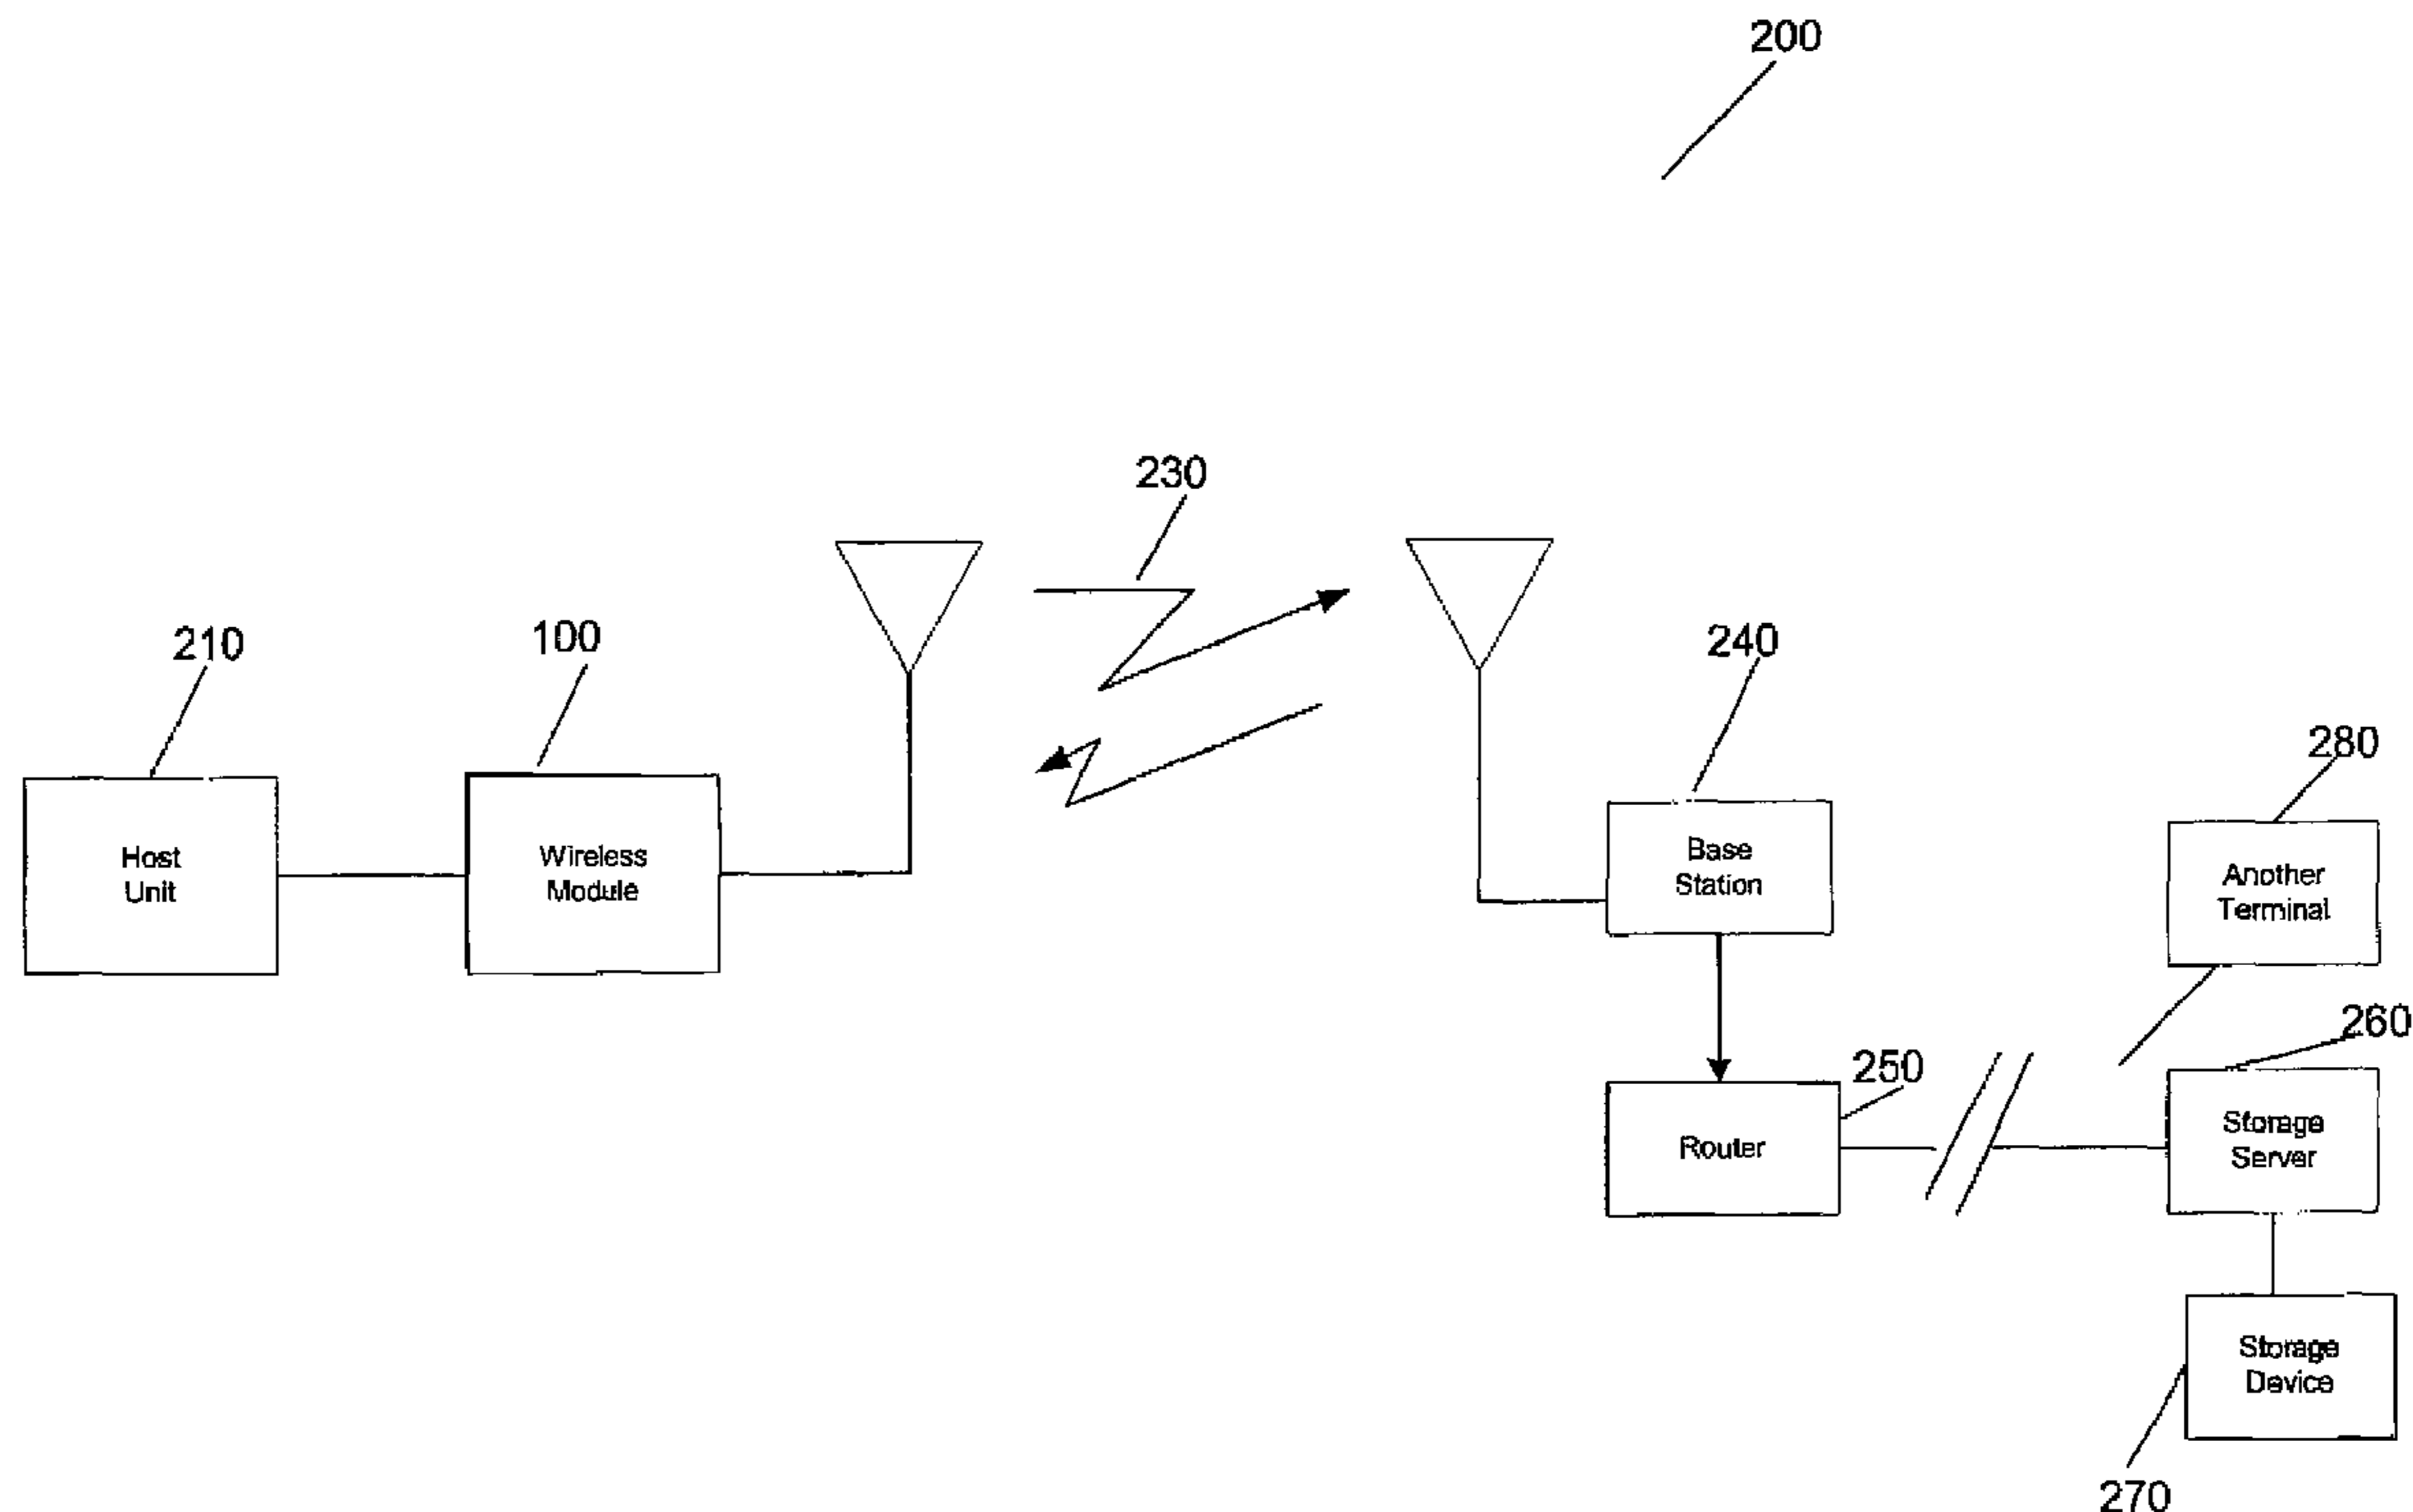 200
230
210
100
240
280
Host
Unit
Wireless
Module
Base
Station
Another
Terminal
260
250
Storage
Server
Router
Storage
Device
270